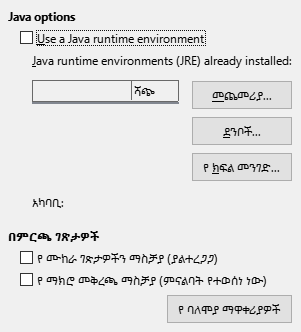 Java options
Use a Java runtime environment
Java runtime environments (JRE) already installed:
ሻጭ
መጨመሪያ...
ደንቦች...
የ ክፍል መንገድ...
አካባቢ:
በምርጫ ገጽታዎች
የ ሙከራ ገጽታዎችን ማስቻያ (ያልተረጋጋ)
የ ማክሮ መቅረጫ ማስቻያ (ምናልባት የተወሰነ ነው)
የ ባለሞያ ማዋቀሪያዎች